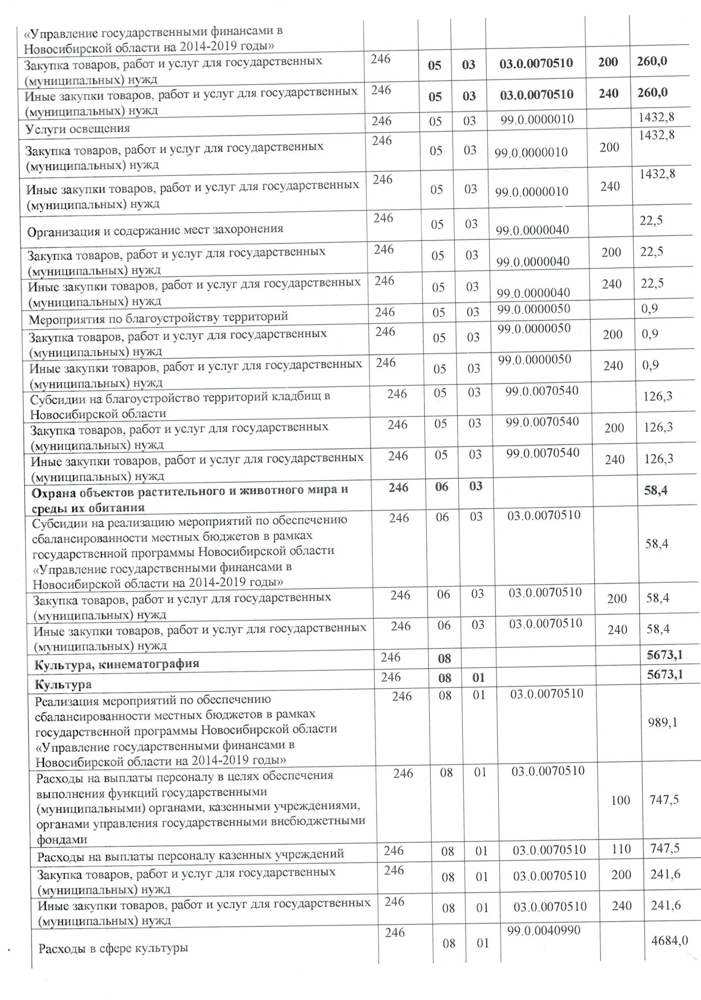 «Управление государственными финансами в
Новосибирской области на 2014-2019 годы»
Закупка товаров, работ и услуг для государственных
(муниципальных) нужд 246 05 03 03.0.0070510 200 260,0
Иные закупки товаров, работ и услуг для государственных
(муниципальных) нужд 246 05 03 03.0.0070510 240 260,0
Услуги освещения 246 05 03 99.0.0000010 1432,8
Закупка товаров, работ и услуг для государственных
(муниципальных) нужд 246 05 03 99.0.0000010 200 1432,8
Иные закупки товаров, работ и услуг для государственных
(муниципальных) нужд 246 05 03 99.0.0000010 240 1432,8
Организация и содержание мест захоронения 246 05 03 99.0.0000040 22,5
Закупка товаров, работ и услуг для государственных
(муниципальных) нужд 246 05 03 99.0.0000040 200 22,5
Иные закупки товаров, работ и услуг для государственных
(муниципальных) нужд 246 05 03 99.0.0000040 240 22,5
Мероприятия по благоустройству территорий 246 05 03 99.0.0000050 0,9
Закупка товаров, работ и услуг для государственных
(муниципальных) нужд 246 05 03 99.0.0000050 200 0,9
Иные закупки товаров, работ и услуг для государственных
(муниципальных) нужд 246 05 03 99.0.0000050 240 0,9
Субсидии на благоустройство территорий кладбищ в
Новосибирской области 246 05 03 99.0.0070540 126,3
Закупка товаров, работ и услуг для государственных
(муниципальных) нужд 246 05 03 99.0.0070540 200 126,3
Иные закупки товаров, работ и услуг для государственных
(муниципальных) нужд 246 05 03 99.0.0070540 240 126,3
Охрана объектов растительного и животного мира и
среды их обитания 246 06 03 58,4
Субсидии на реализацию мероприятий по обеспечению
сбалансированности местных бюджетов в рамках
государственной программы Новосибирской области
«Управление государственными финансами в
Новосибирской области на 2014-2019 годы» 246 06 03 03.0.0070510 58,4
Закупка товаров, работ и услуг для государственных
(муниципальных) нужд 246 06 03 03.0.0070510 200 58,4
Иные закупки товаров, работ и услуг для государственных
(муниципальных) нужд 246 06 03 03.0.0070510 240 58,4
Культура, кинематография 246 08 5673,1
Культура 246 08 01 5673,1
Реализация мероприятий по обеспечению
сбалансированности местных бюджетов в рамках
государственной программы Новосибирской области
«Управление государственными финансами в
Новосибирской области на 2014-2019 годы» 246 08 01 03.0.0070510 989,1
Расходы на выплаты персоналу в целях обеспечения
выполнения функций государственными
(муниципальными) органами, казенными учреждениями,
органами управления государственными внебюджетными
фондами 246 08 01 03.0.0070510 100 747,5
Расходы на выплаты персоналу казенных учреждений 246 08 01 03.0.0070510 110 747,5
Закупка товаров, работ и услуг для государственных
(муниципальных) нужд 246 08 01 03.0.0070510 200 241,6
Иные закупки товаров, работ и услуг для государственных
(муниципальных) нужд 246 08 01 03.0.0070510 240 241,6
Расходы в сфере культуры 246 08 01 99.0.0040990 4684,0